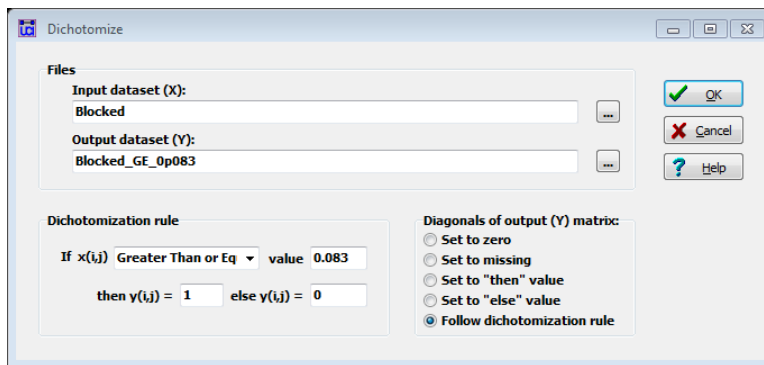 Dichotomize
Files
Input dataset (X):
Blocked
...
Output dataset (Y):
Blocked_GE_0p083
...
OK
Cancel
Help
Dichotomization rule
If x(i,j) Greater Than or Eq value 0.083
then y(i,j) = 1 else y(i,j) = 0
Diagonals of output (Y) matrix:
Set to zero
Set to missing
Set to "then" value
Set to "else" value
Follow dichotomization rule